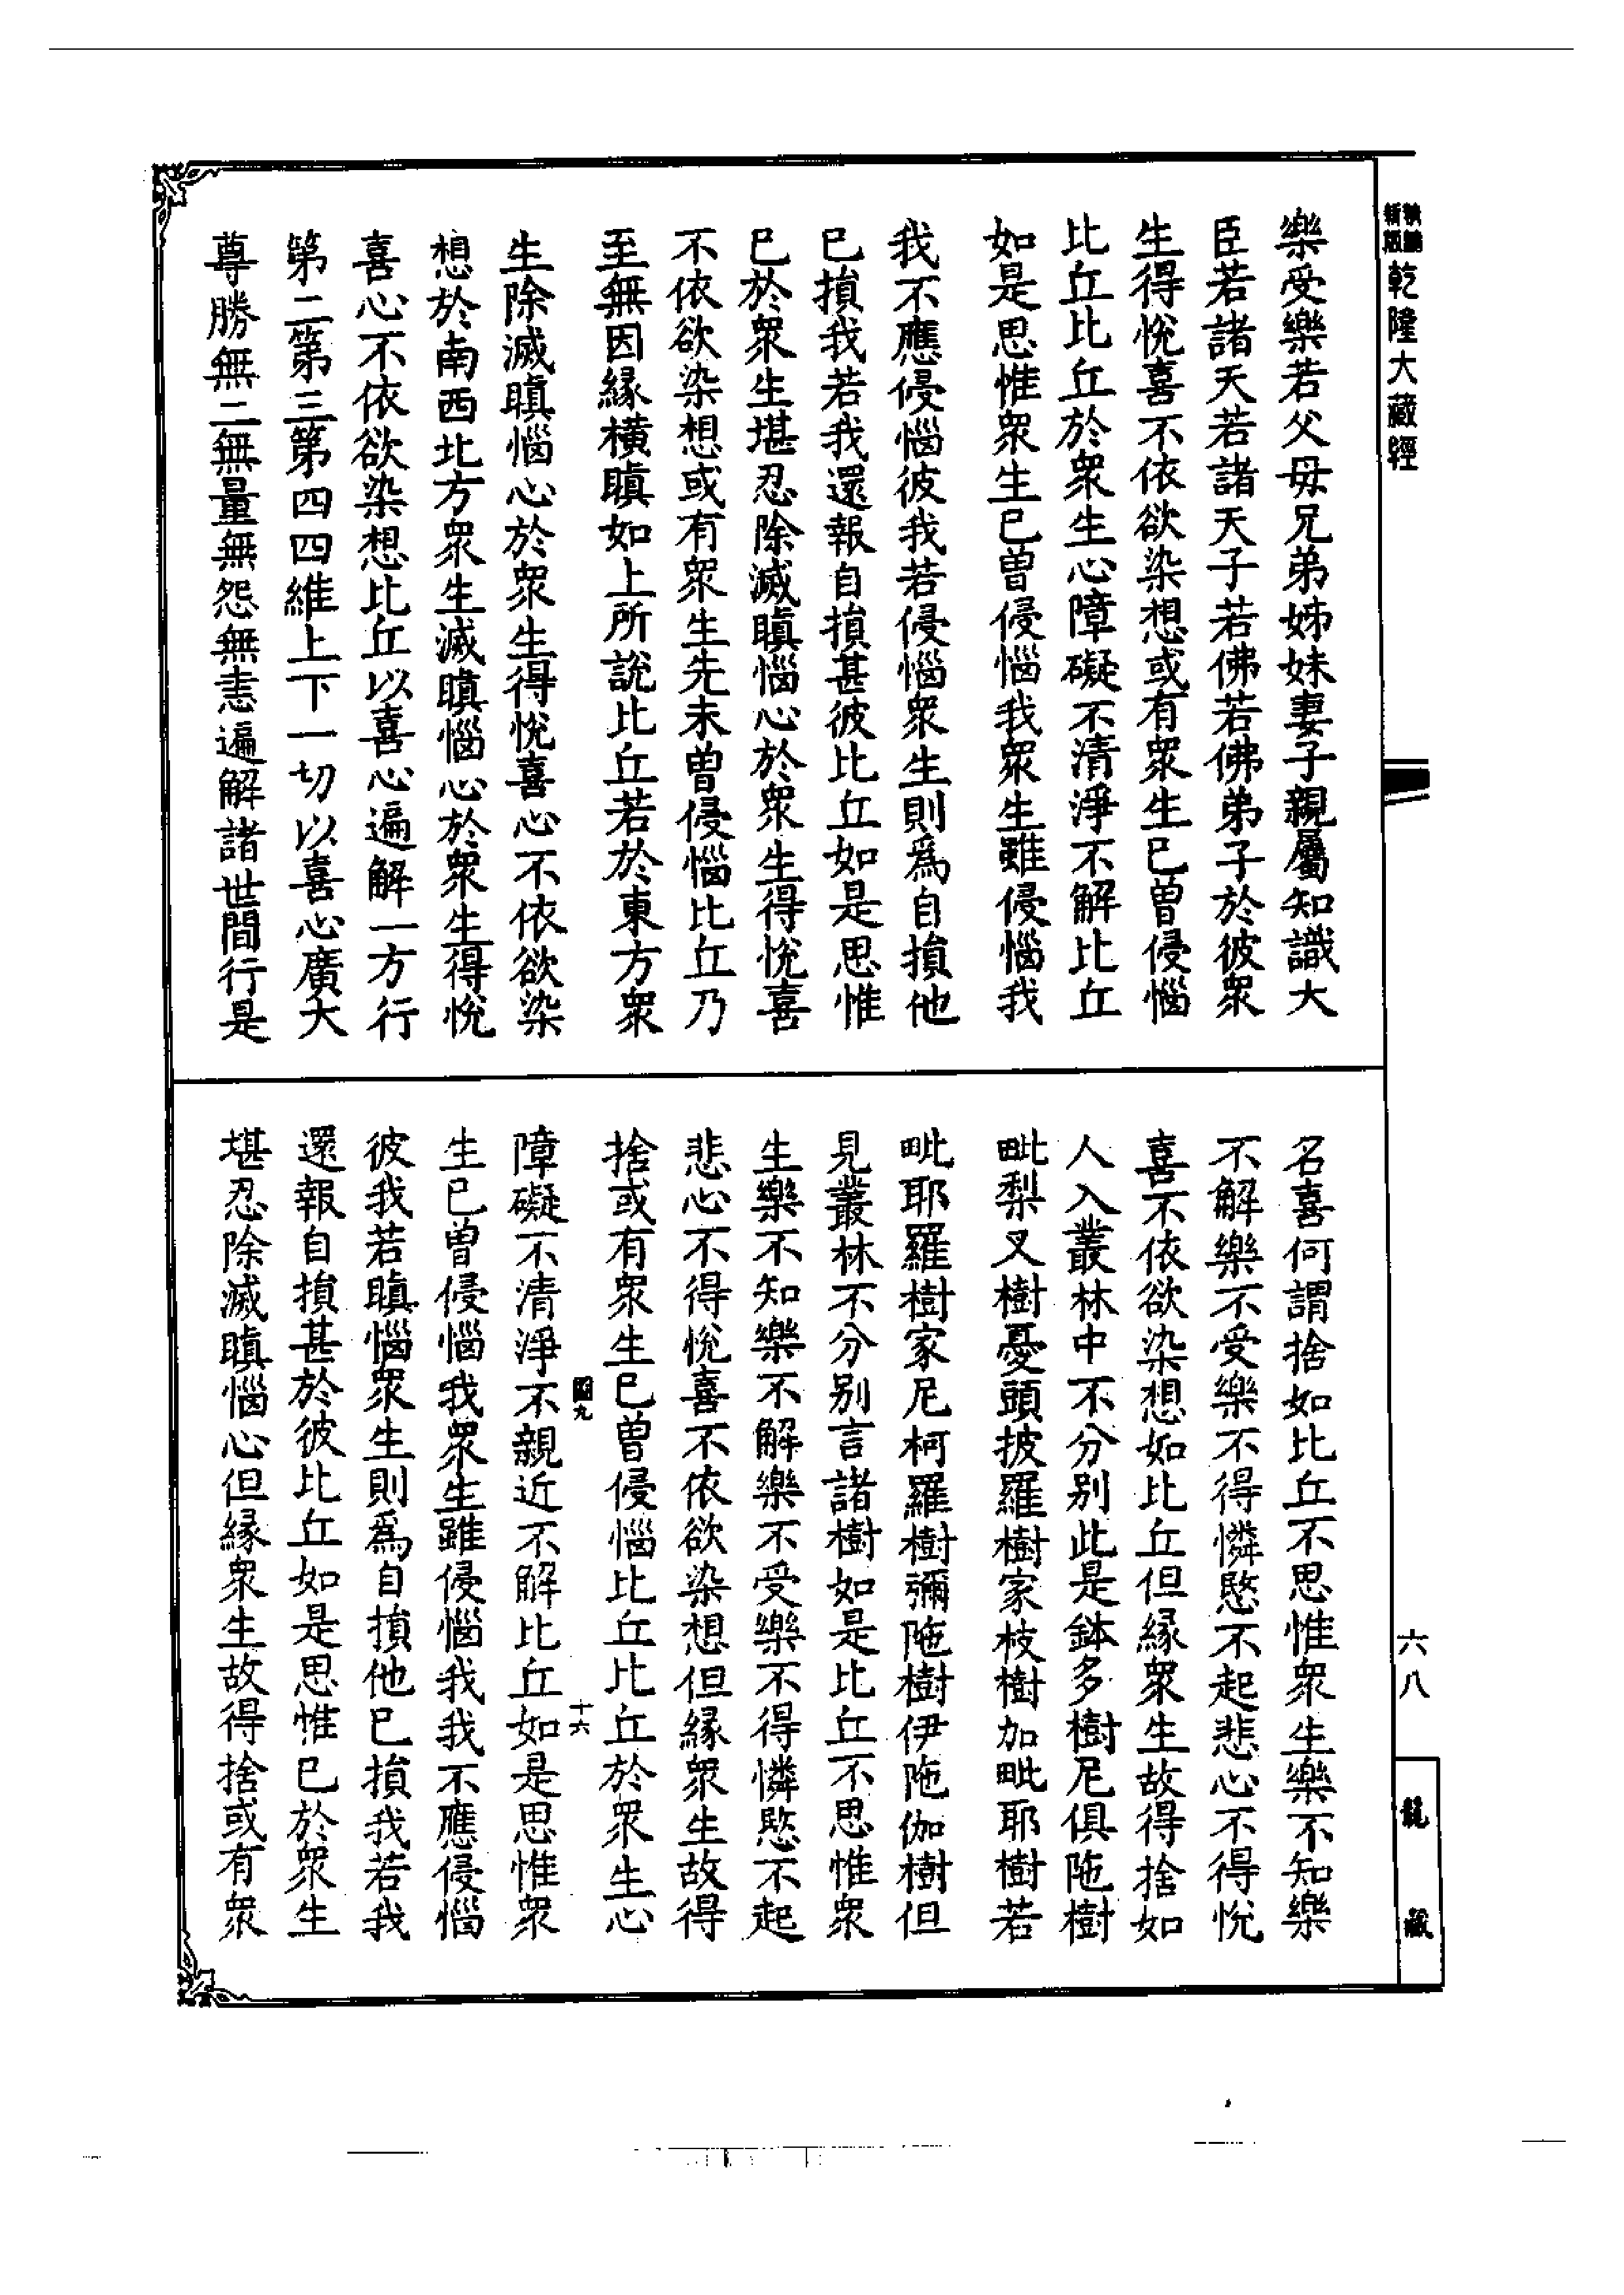 新版
乾隆大藏經
樂受樂若父母兄弟姊妹妻子親屬知識大
臣若諸天若諸天子若佛若佛弟子於彼衆
生得悅喜不依欲染想或有衆生已曾侵惱
比丘比丘於衆生心障礙不清淨不解比丘
如是思惟衆生已曾侵惱我衆生雖侵惱我
我不應侵惱彼我若侵惱衆生則爲自損他
已損我若我還報自損甚彼比丘如是思惟
已於衆生堪忍除滅瞋惱心於衆生得悅喜
不依欲染想或有衆生先未曾侵惱比丘乃
至無因緣橫瞋如上所說比丘若於東方衆
生除滅瞋惱心於衆生得悅喜心不依欲染
想於南西北方衆生滅瞋惱心於衆生得悅
喜心不依欲染想比丘以喜心遍解一方行
第二第三第四四維上下一切以喜心廣大
尊勝無二無量無怨無恚遍解諸世間行是
名喜何謂捨如比丘不思惟衆生樂不知樂
不解樂不受樂不得憐愍不起悲心不得悅
喜不依欲染想如比丘但緣衆生故得捨如
人入叢林中不分別此是鉢多樹尼俱陁樹
毗梨叉樹憂頭披羅樹家枝樹加毗耶樹若
毗耶羅樹家尼柯羅樹彌陁樹伊陁伽樹但
見叢林不分別言諸樹如是比丘不思惟衆
生樂不知樂不解樂不受樂不得憐愍不起
悲心不得悅喜不依欲染想但緣衆生故得
捨或有衆生已曾侵惱比丘比丘於衆生心
障礙不清淨不親近不解比丘如是思惟衆
生已曾侵惱我衆生雖侵惱我我不應侵惱
彼我若瞋惱衆生則爲自損他已損我若我
還報自損甚於彼比丘如是思惟已於衆生
堪忍除滅瞋惱心但緣衆生故得捨或有衆
十六
六八
龍藏